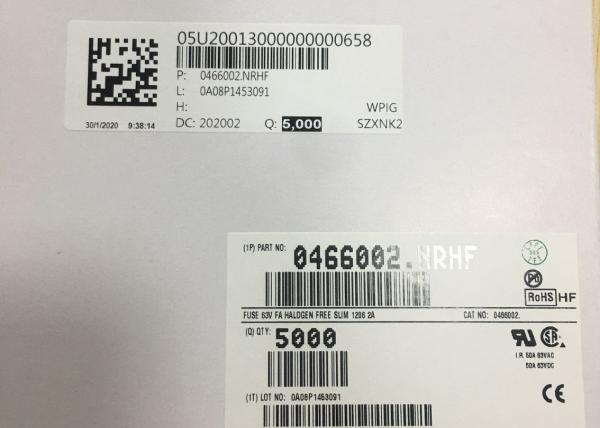 05U20013000000000658
P: 0466002.NRHF
L: 0A08P1453091
H: WPIG
30/1/2020 9:38:14 DC: 202002 Q: 5,000 SZXNK2
(1P) PART NO: 0466002.NRHF
Pb
RoHS HF
FUSE 63V FA HALOGEN FREE SLIM 1206 2A CAT NO: 0466002.
(Q) QTY: 5000
I.R. 50A 63VAC
50A 63VDC
(1T) LOT NO: 0A08P1453091
CE